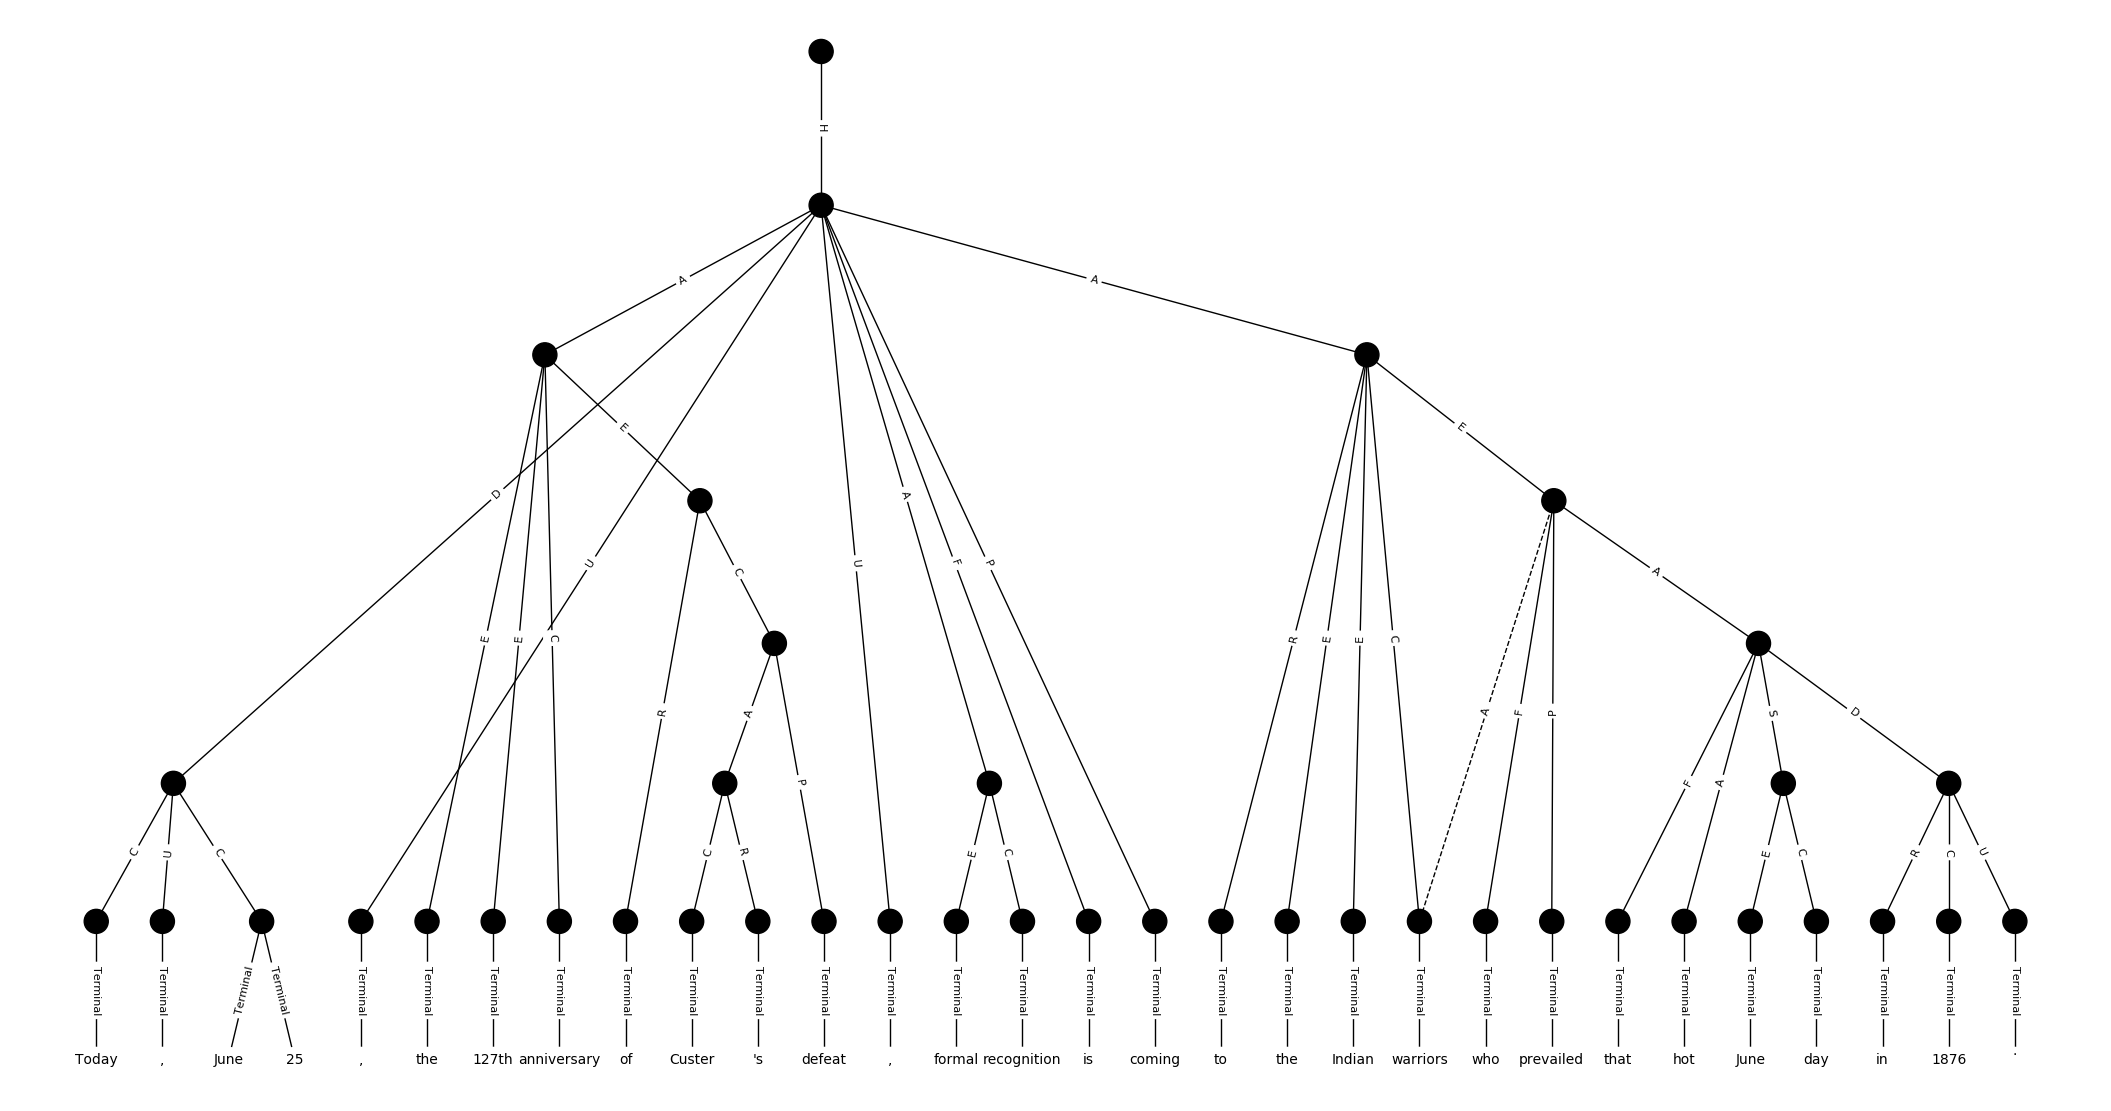 H
A
A
E
E
D
A
U
F
U
P
C
A
E
E
C
R
E
E
C
R
A
A
F
P
S
D
P
F
A
C
U
C
C
R
E
C
E
C
R
C
U
Terminal Terminal Terminal Terminal Terminal Terminal Terminal Terminal Terminal Terminal Terminal Terminal Terminal Terminal Terminal Terminal Terminal Terminal Terminal Terminal Terminal Terminal Terminal Terminal Terminal Terminal Terminal Terminal Terminal Terminal
Today , June 25 , the 127th anniversary of Custer 's defeat , formal recognition is coming to the Indian warriors who prevailed that hot June day in 1876 .